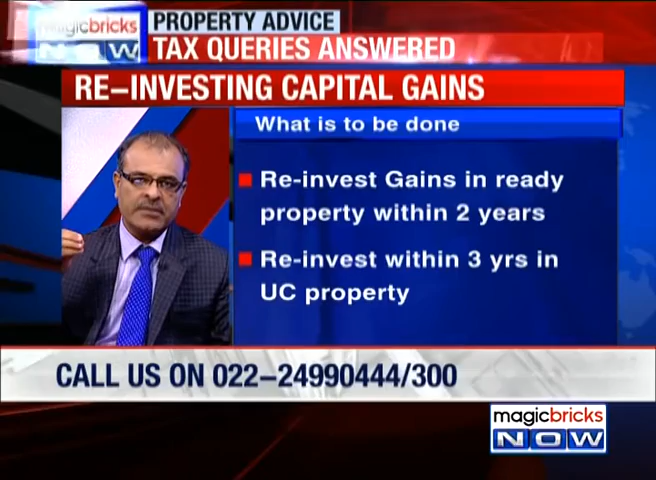 magicbricks
NOW
PROPERTY ADVICE
TAX QUERIES ANSWERED
RE-INVESTING CAPITAL GAINS
What is to be done
Re-invest Gains in ready
property within 2 years
Re-invest within 3 yrs in
UC property
CALL US ON 022-24990444/300
magicbricks
NOW